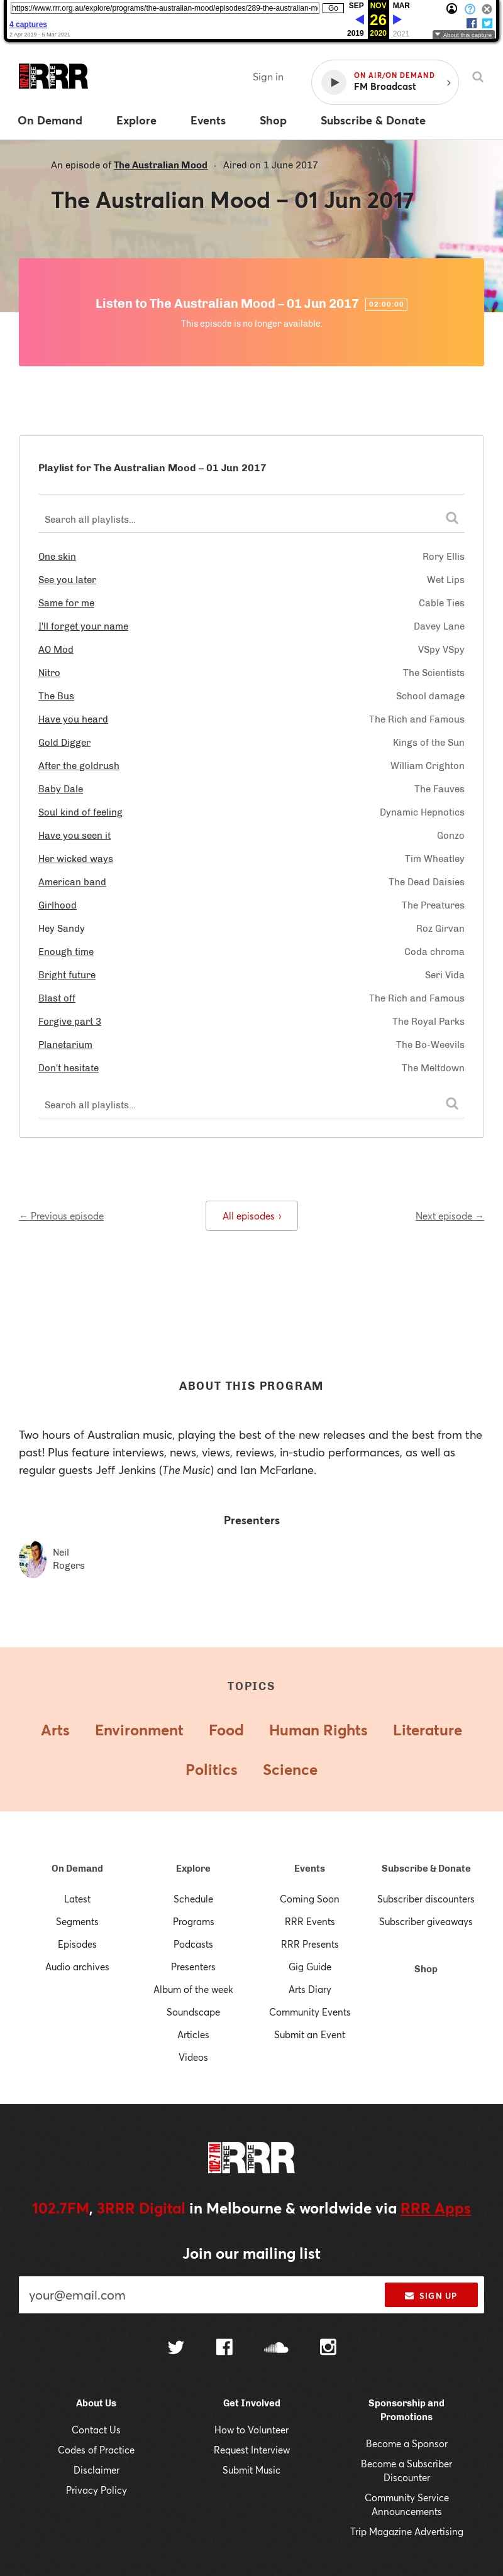 https://www.rrr.org.au/explore/programs/the-australian-mood/episodes/289-the-australian-m Go SEP NOV MAR
4 captures 26
2 Apr 2019 - 5 Mar 2021 2019 2020 2021 About this capture
102.7 FM THREE TRIPLE RRR
Sign in
ON AIR/ON DEMAND
FM Broadcast
On Demand Explore Events Shop Subscribe & Donate
An episode of The Australian Mood · Aired on 1 June 2017
The Australian Mood – 01 Jun 2017
Listen to The Australian Mood – 01 Jun 2017 02:00:00
This episode is no longer available.
Playlist for The Australian Mood – 01 Jun 2017
Search all playlists...
One skin Rory Ellis
See you later Wet Lips
Same for me Cable Ties
I'll forget your name Davey Lane
AO Mod VSpy VSpy
Nitro The Scientists
The Bus School damage
Have you heard The Rich and Famous
Gold Digger Kings of the Sun
After the goldrush William Crighton
Baby Dale The Fauves
Soul kind of feeling Dynamic Hepnotics
Have you seen it Gonzo
Her wicked ways Tim Wheatley
American band The Dead Daisies
Girlhood The Preatures
Hey Sandy Roz Girvan
Enough time Coda chroma
Bright future Seri Vida
Blast off The Rich and Famous
Forgive part 3 The Royal Parks
Planetarium The Bo-Weevils
Don't hesitate The Meltdown
Search all playlists...
← Previous episode All episodes › Next episode →
ABOUT THIS PROGRAM
Two hours of Australian music, playing the best of the new releases and the best from the
past! Plus feature interviews, news, views, reviews, in-studio performances, as well as
regular guests Jeff Jenkins (The Music) and Ian McFarlane.
Presenters
Neil
Rogers
TOPICS
Arts Environment Food Human Rights Literature
Politics Science
On Demand Explore Events Subscribe & Donate
Latest Schedule Coming Soon Subscriber discounters
Segments Programs RRR Events Subscriber giveaways
Episodes Podcasts RRR Presents
Audio archives Presenters Gig Guide Shop
Album of the week Arts Diary
Soundscape Community Events
Articles Submit an Event
Videos
102.7 FM THREE TRIPLE RRR
102.7FM, 3RRR Digital in Melbourne & worldwide via RRR Apps
Join our mailing list
your@email.com SIGN UP
About Us Get Involved Sponsorship and
Promotions
Contact Us How to Volunteer
Codes of Practice Request Interview Become a Sponsor
Disclaimer Submit Music Become a Subscriber
Discounter
Privacy Policy
Community Service
Announcements
Trip Magazine Advertising